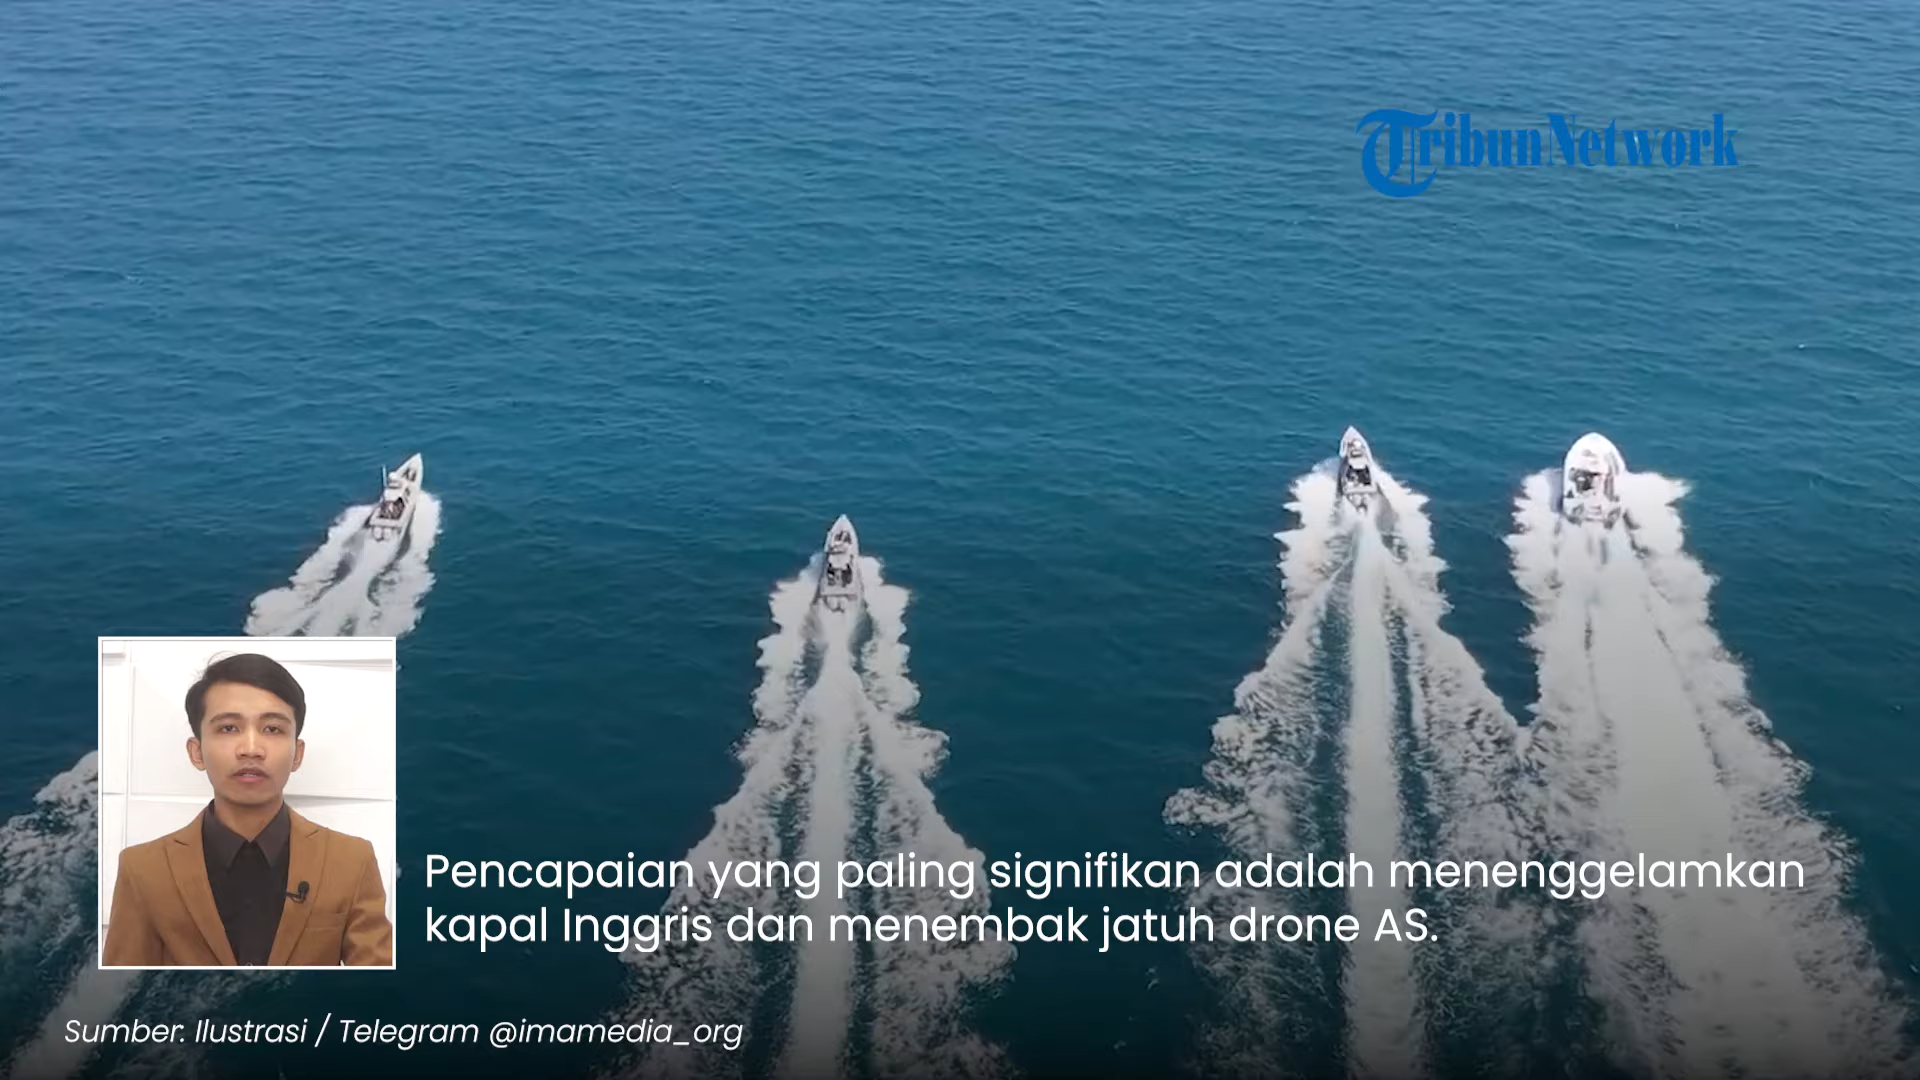 TribunNetwork
Pencapaian yang paling signifikan adalah menenggelamkan
kapal Inggris dan menembak jatuh drone AS.
Sumber: Ilustrasi / Telegram @imamedia_org